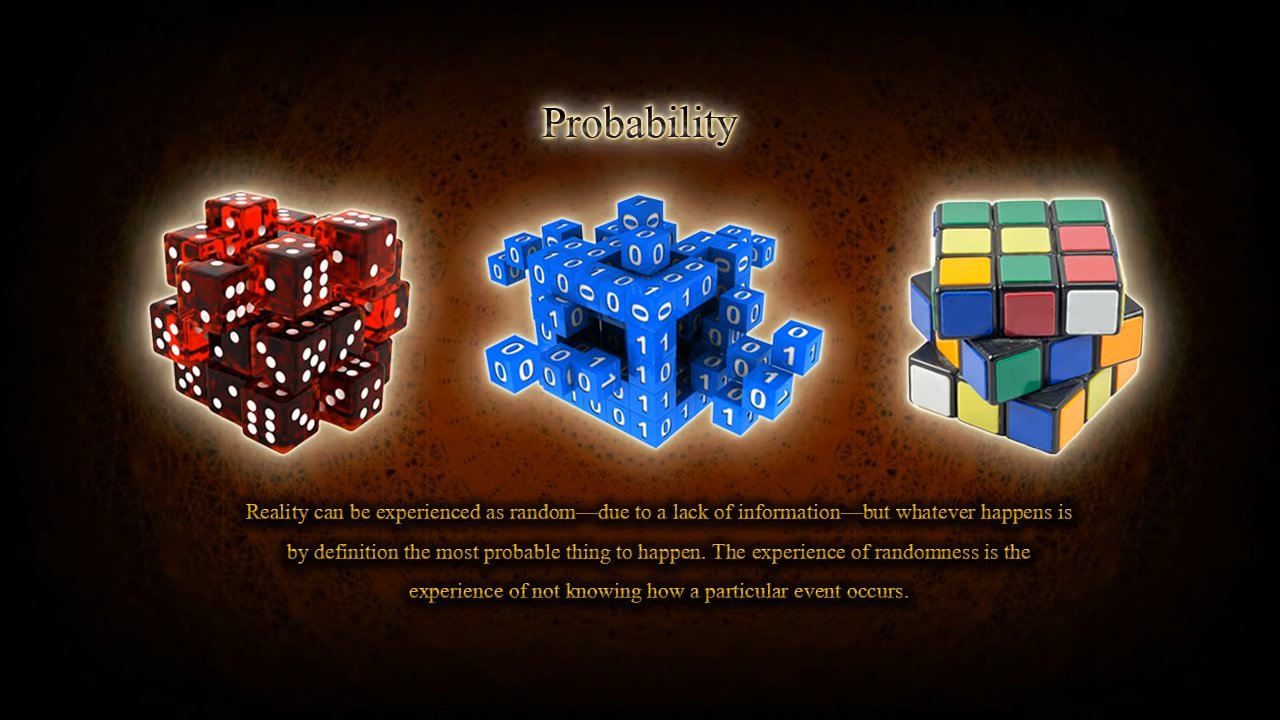 Probability
Reality can be experienced as random—due to a lack of information—but whatever happens is
by definition the most probable thing to happen. The experience of randomness is the
experience of not knowing how a particular event occurs.